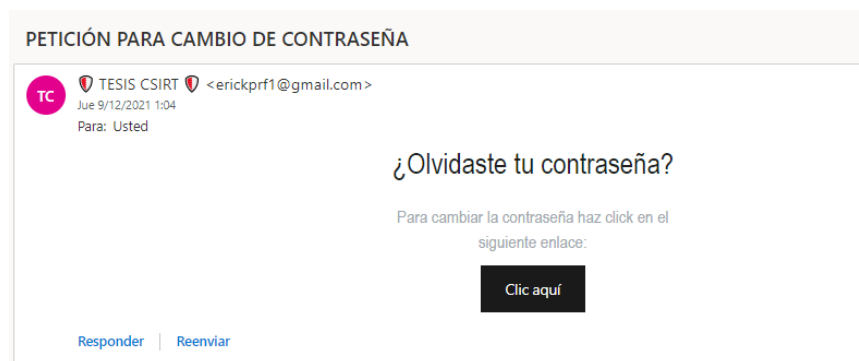 PETICIÓN PARA CAMBIO DE CONTRASEÑA
TC
TESIS CSIRT <erickprf1@gmail.com>
Jue 9/12/2021 1:04
Para: Usted
¿Olvidaste tu contraseña?
Para cambiar la contraseña haz click en el
siguiente enlace:
Clic aquí
Responder | Reenviar